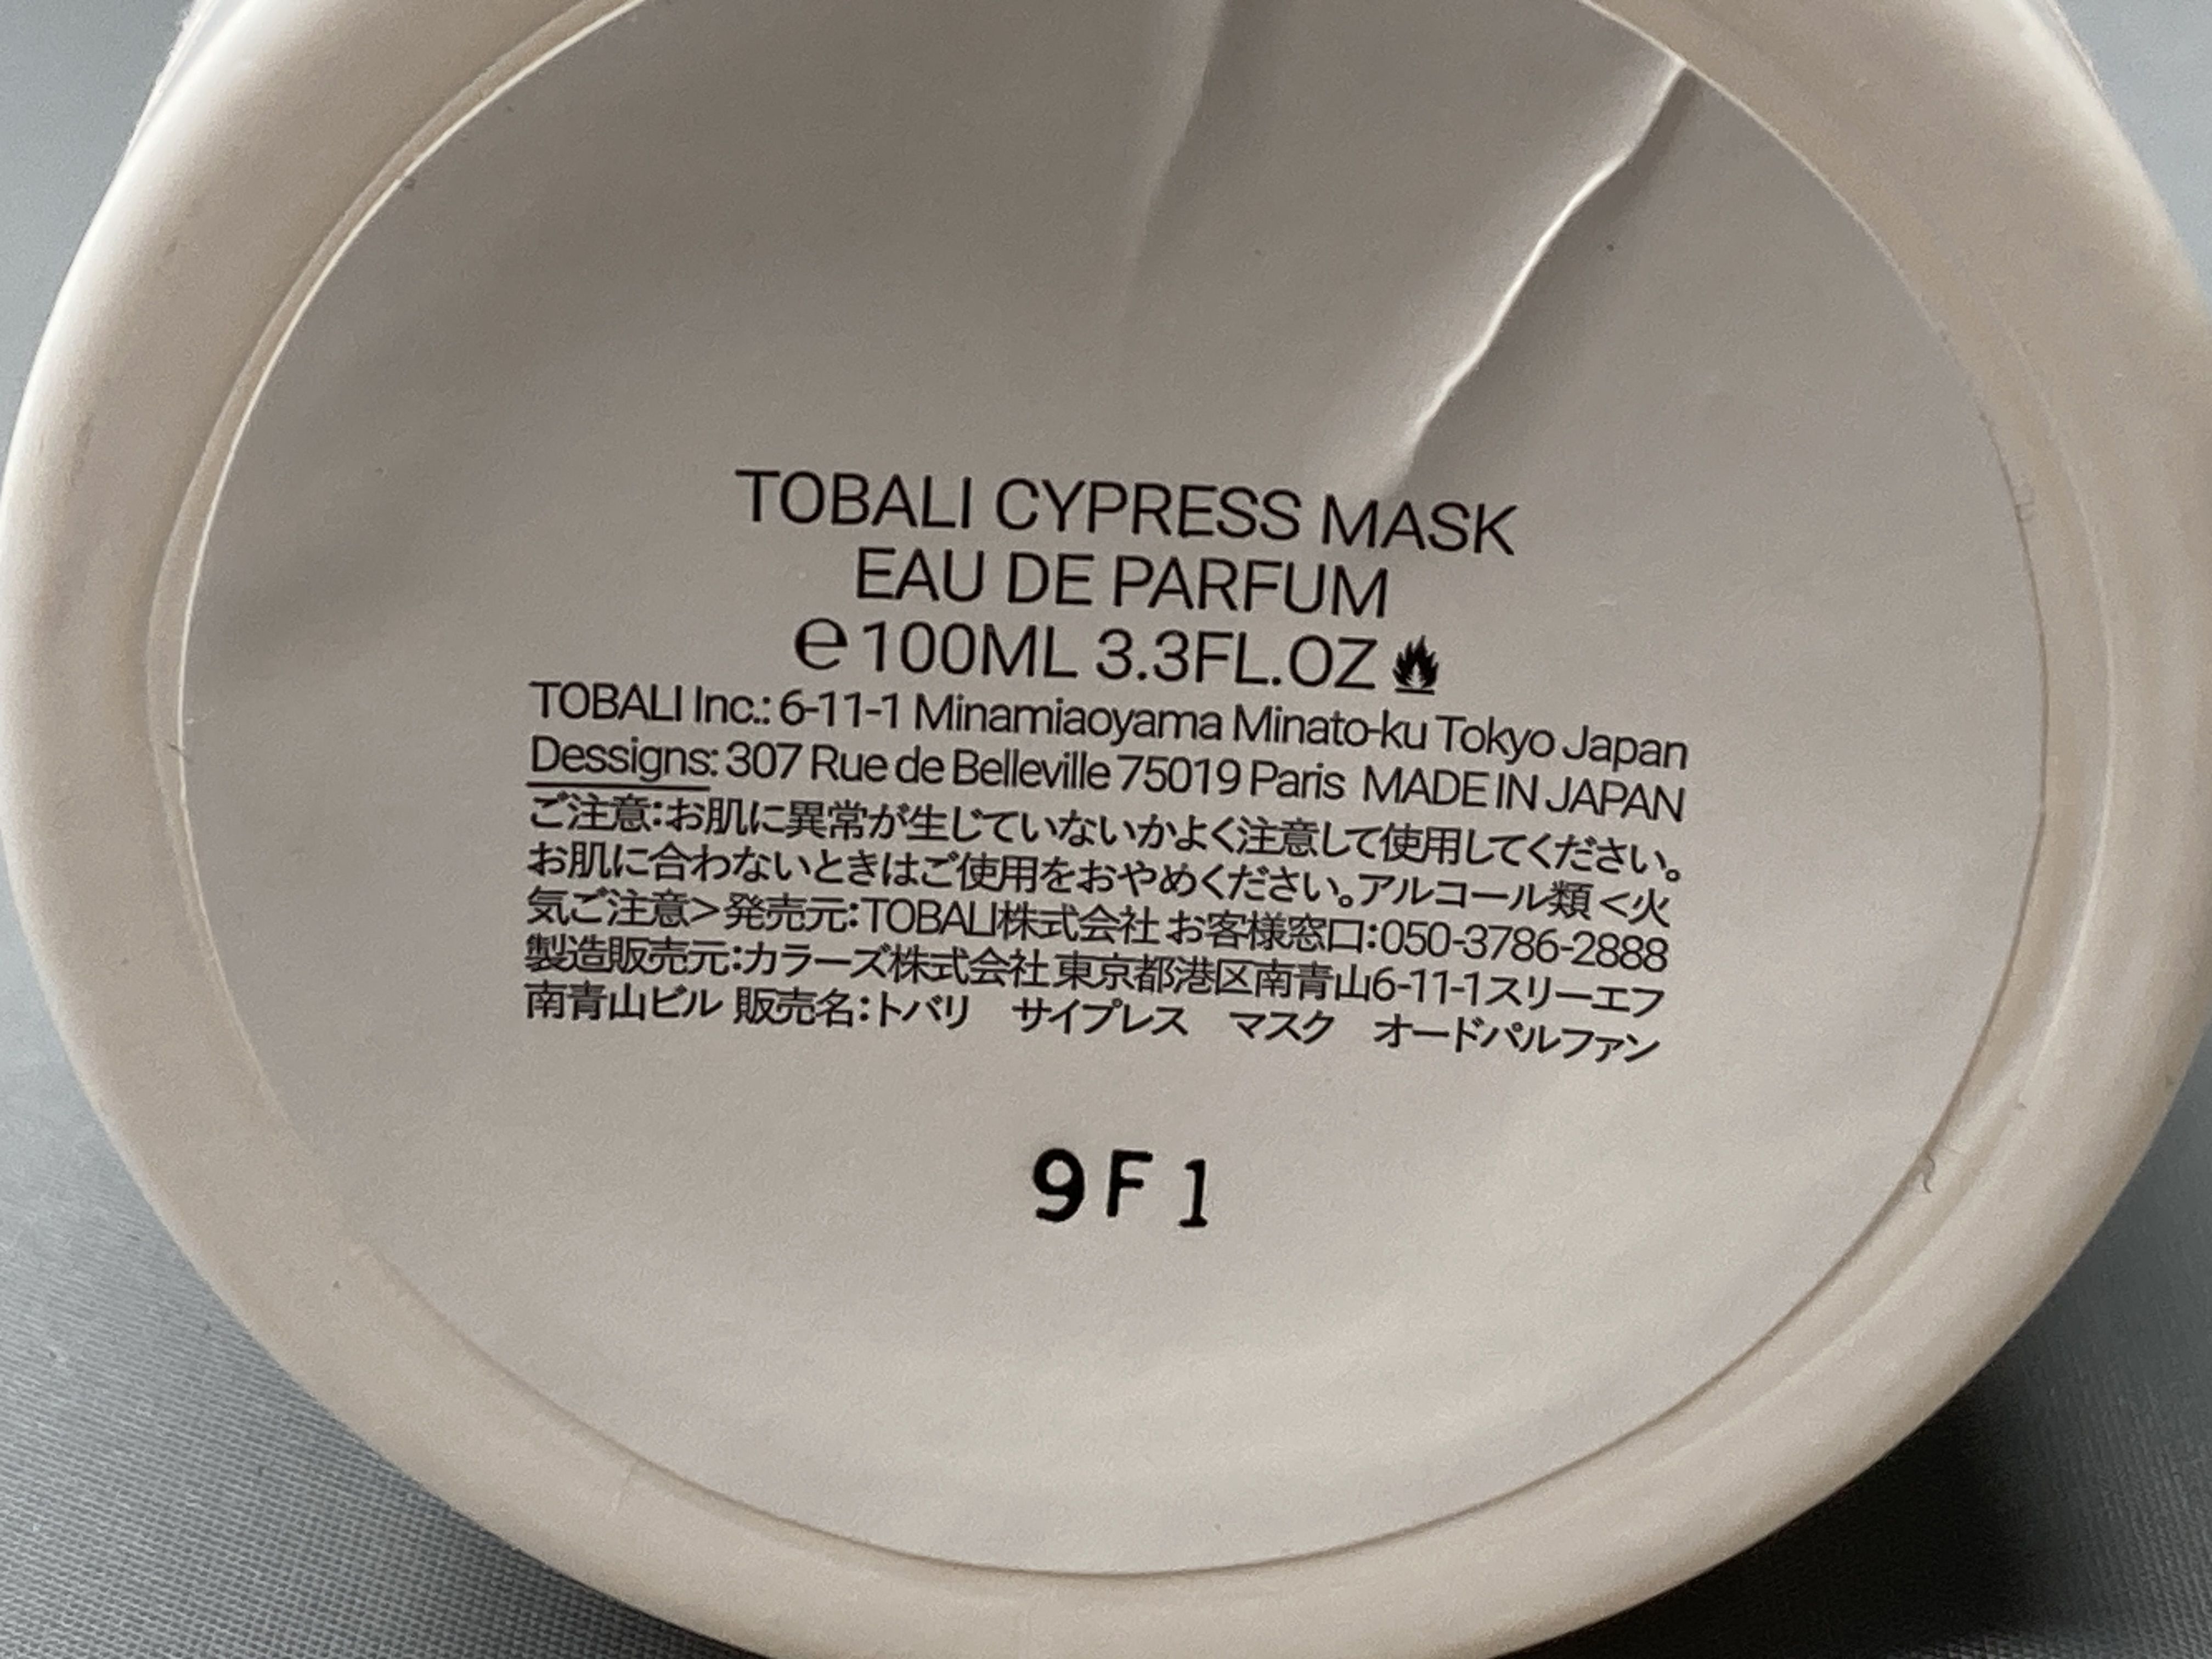 TOBALI CYPRESS MASK
EAU DE PARFUM
℮100ML 3.3FL.OZ
TOBALI Inc.: 6-11-1 Minamiaoyama Minato-ku Tokyo Japan
Dessigns: 307 Rue de Belleville 75019 Paris MADE IN JAPAN
ご注意:お肌に異常が生じていないかよく注意して使用してください。
お肌に合わないときはご使用をおやめください。アルコール類<火
気ご注意>発売元:TOBALI株式会社 お客様窓口:050-3786-2888
製造販売元:カラーズ株式会社 東京都港区南青山6-11-1スリーエフ
南青山ビル 販売名:トバリ　サイプレス　マスク　オードパルファン
9F1